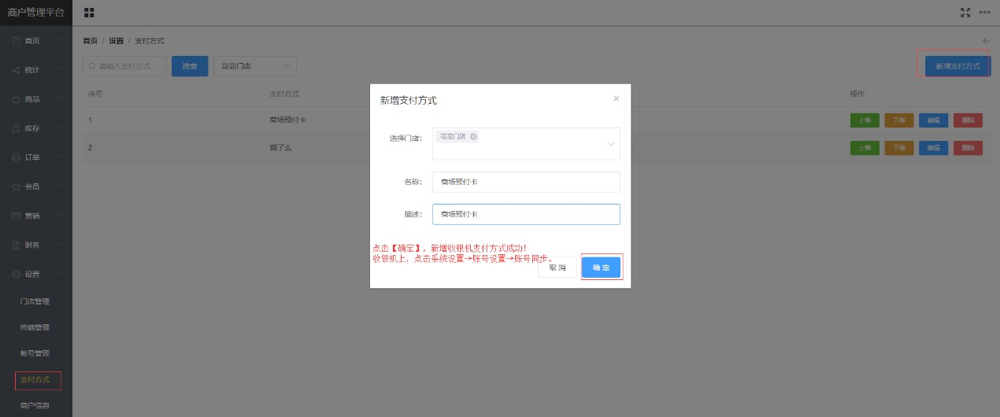 商户管理平台
首页
统计
商品
库存
订单
会员
营销
财务
设置
门店管理
终端管理
帐号管理
支付方式
商户信息
首页 / 设置 / 支付方式
请输入支付方式 搜索 花花门店 新增支付方式
序号 支付方式 操作
1 商场预付卡 上移 下移 编辑 删除
2 饿了么 上移 下移 编辑 删除
新增支付方式
选择门店： 花花门店
名称： 商场预付卡
描述： 商场预付卡
点击【确定】，新增收银机支付方式成功！
收银机上，点击系统设置→账号设置→账号同步。
取 消 确 定